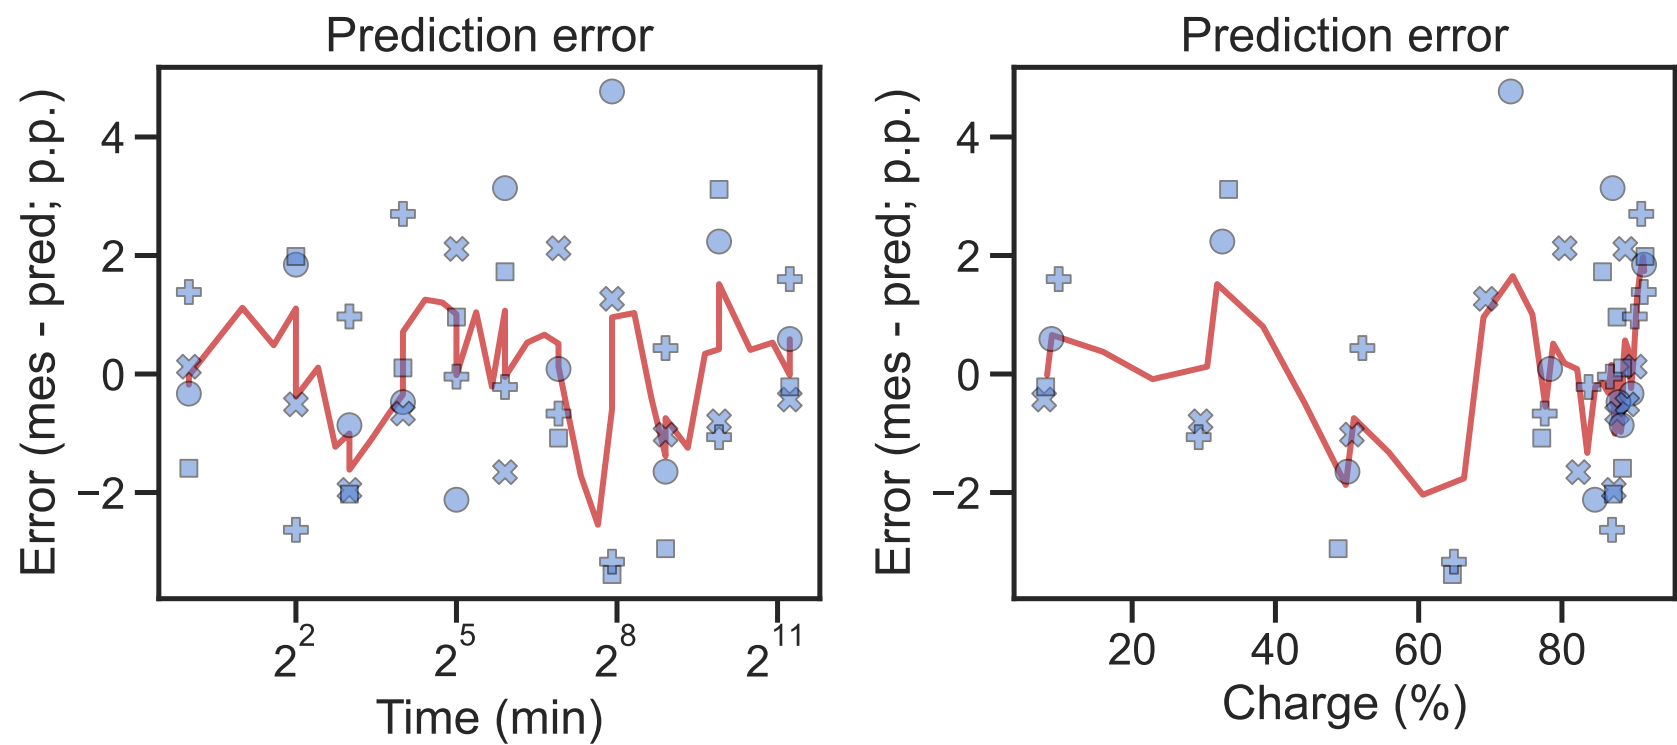 Prediction error
Error (mes - pred; p.p.)
4
2
0
−2
2^2
2^5
2^8
2^11
Time (min)
Prediction error
Error (mes - pred; p.p.)
4
2
0
−2
20
40
60
80
Charge (%)